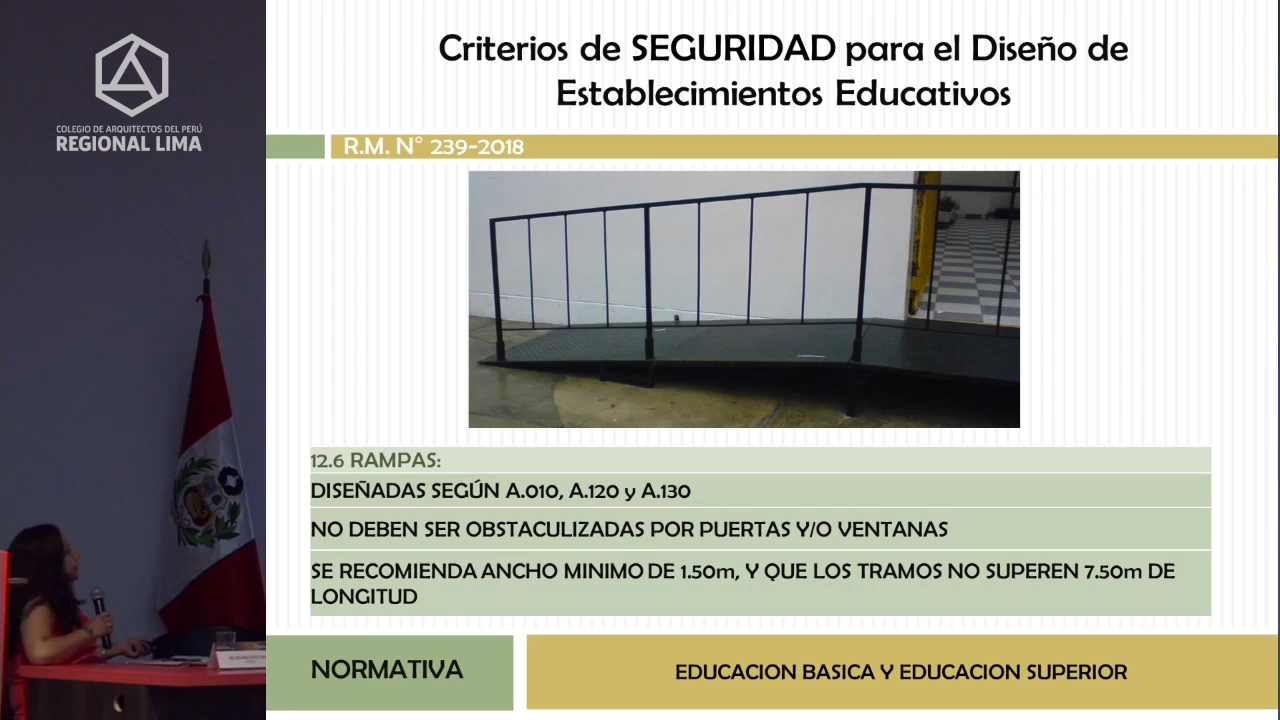 COLEGIO DE ARQUITECTOS DEL PERÚ
REGIONAL LIMA
Criterios de SEGURIDAD para el Diseño de
Establecimientos Educativos
R.M. N° 239-2018
12.6 RAMPAS:
DISEÑADAS SEGÚN A.010, A.120 y A.130
NO DEBEN SER OBSTACULIZADAS POR PUERTAS Y/O VENTANAS
SE RECOMIENDA ANCHO MINIMO DE 1.50m, Y QUE LOS TRAMOS NO SUPEREN 7.50m DE
LONGITUD
NORMATIVA
EDUCACION BASICA Y EDUCACION SUPERIOR